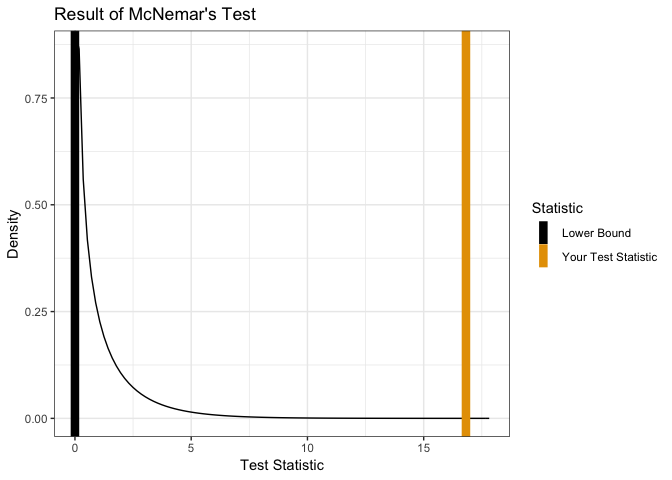 Result of McNemar's Test
Density
0.75
0.50
0.25
0.00
0
5
10
15
Test Statistic
Statistic
Lower Bound
Your Test Statistic